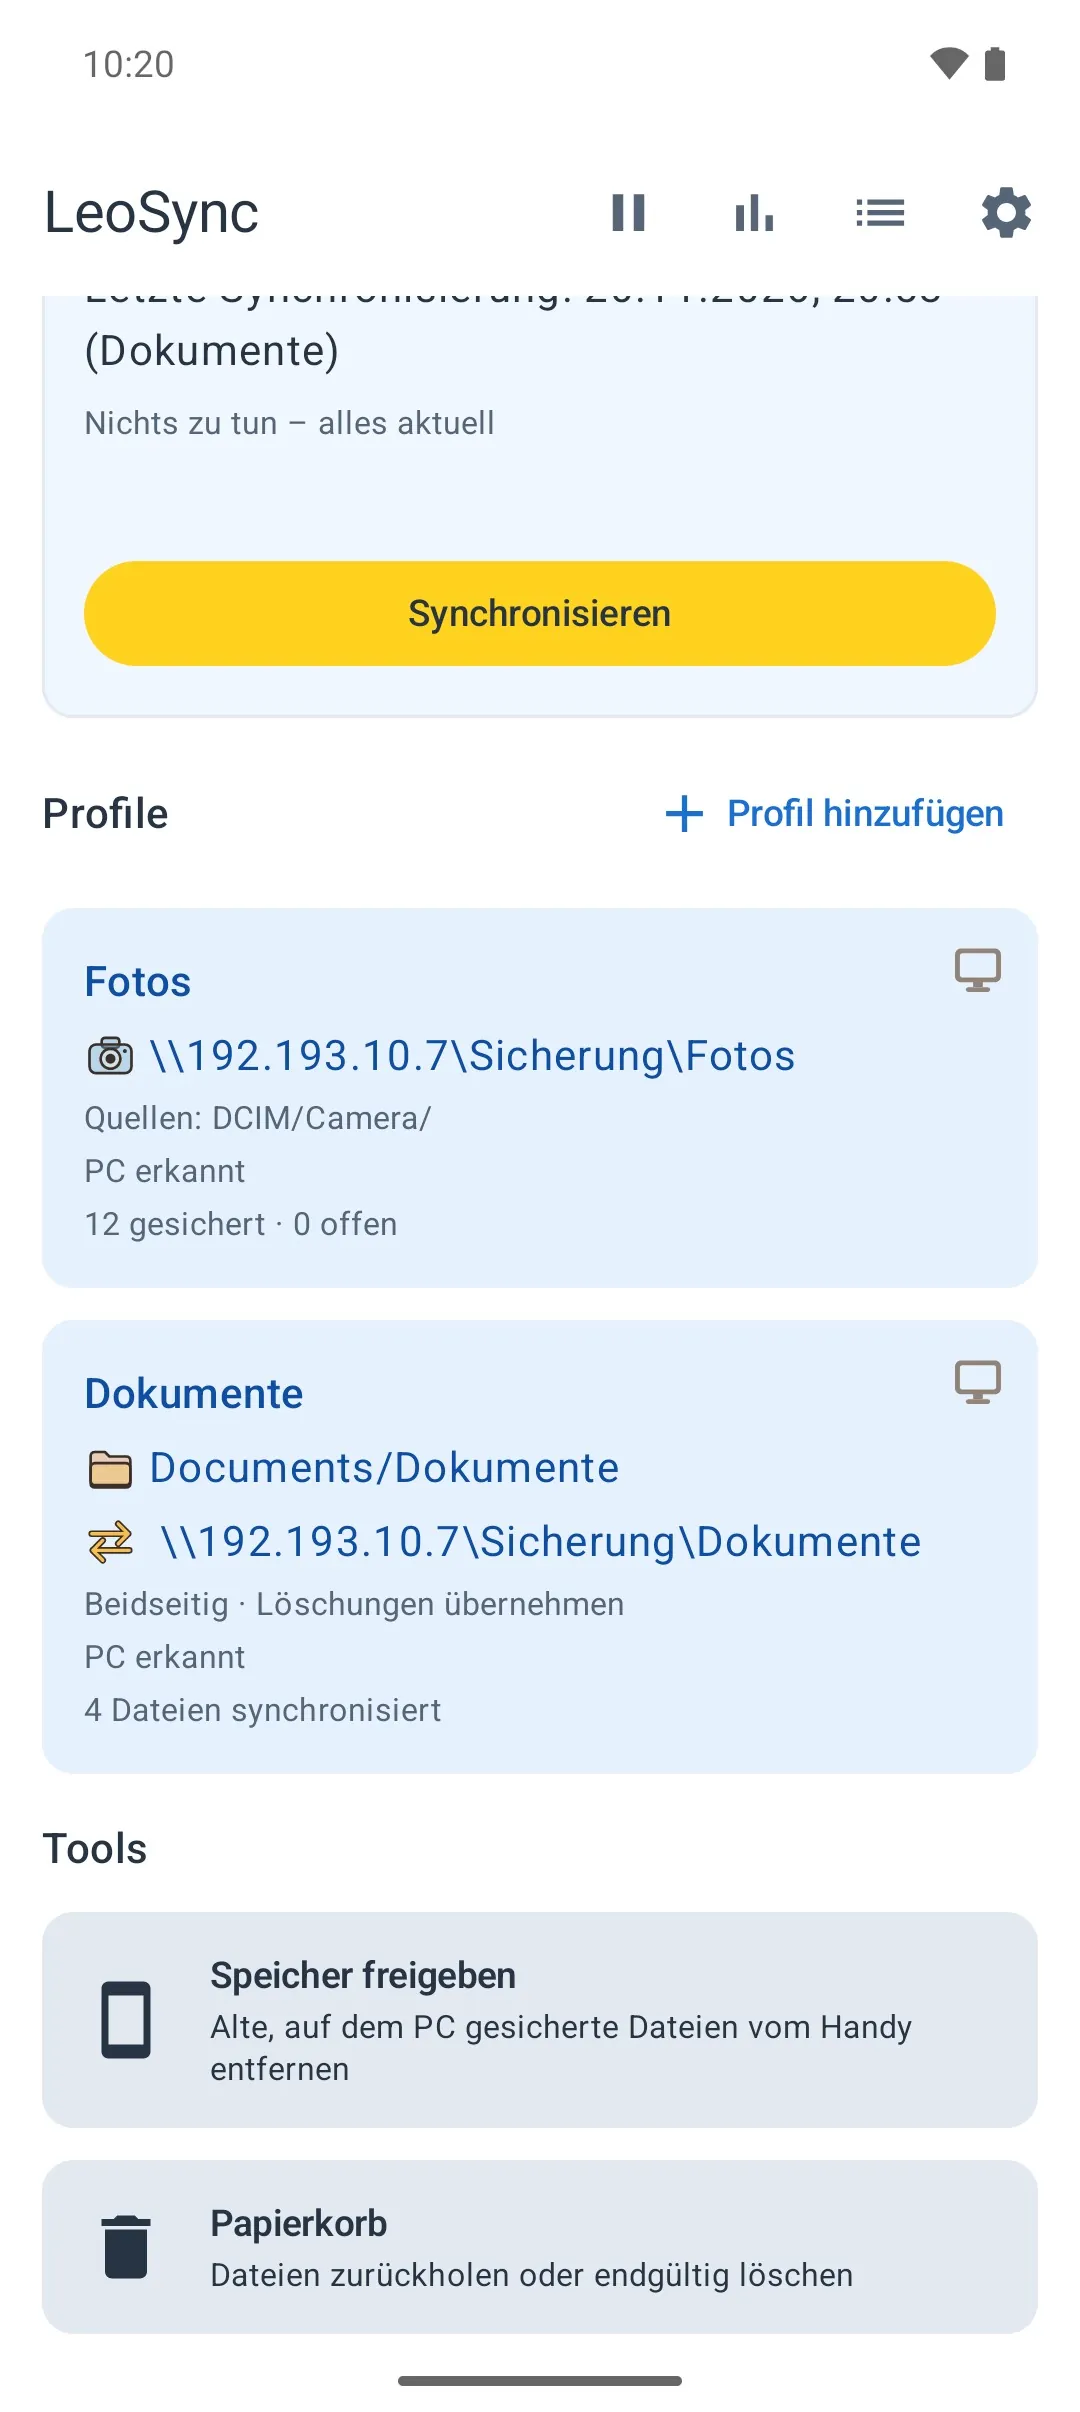 10:20
LeoSync
Letzte Synchronisierung:
(Dokumente)
Nichts zu tun – alles aktuell
Synchronisieren
Profile
Profil hinzufügen
Fotos
\\192.193.10.7\Sicherung\Fotos
Quellen: DCIM/Camera/
PC erkannt
12 gesichert · 0 offen
Dokumente
Documents/Dokumente
\\192.193.10.7\Sicherung\Dokumente
Beidseitig · Löschungen übernehmen
PC erkannt
4 Dateien synchronisiert
Tools
Speicher freigeben
Alte, auf dem PC gesicherte Dateien vom Handy
entfernen
Papierkorb
Dateien zurückholen oder endgültig löschen